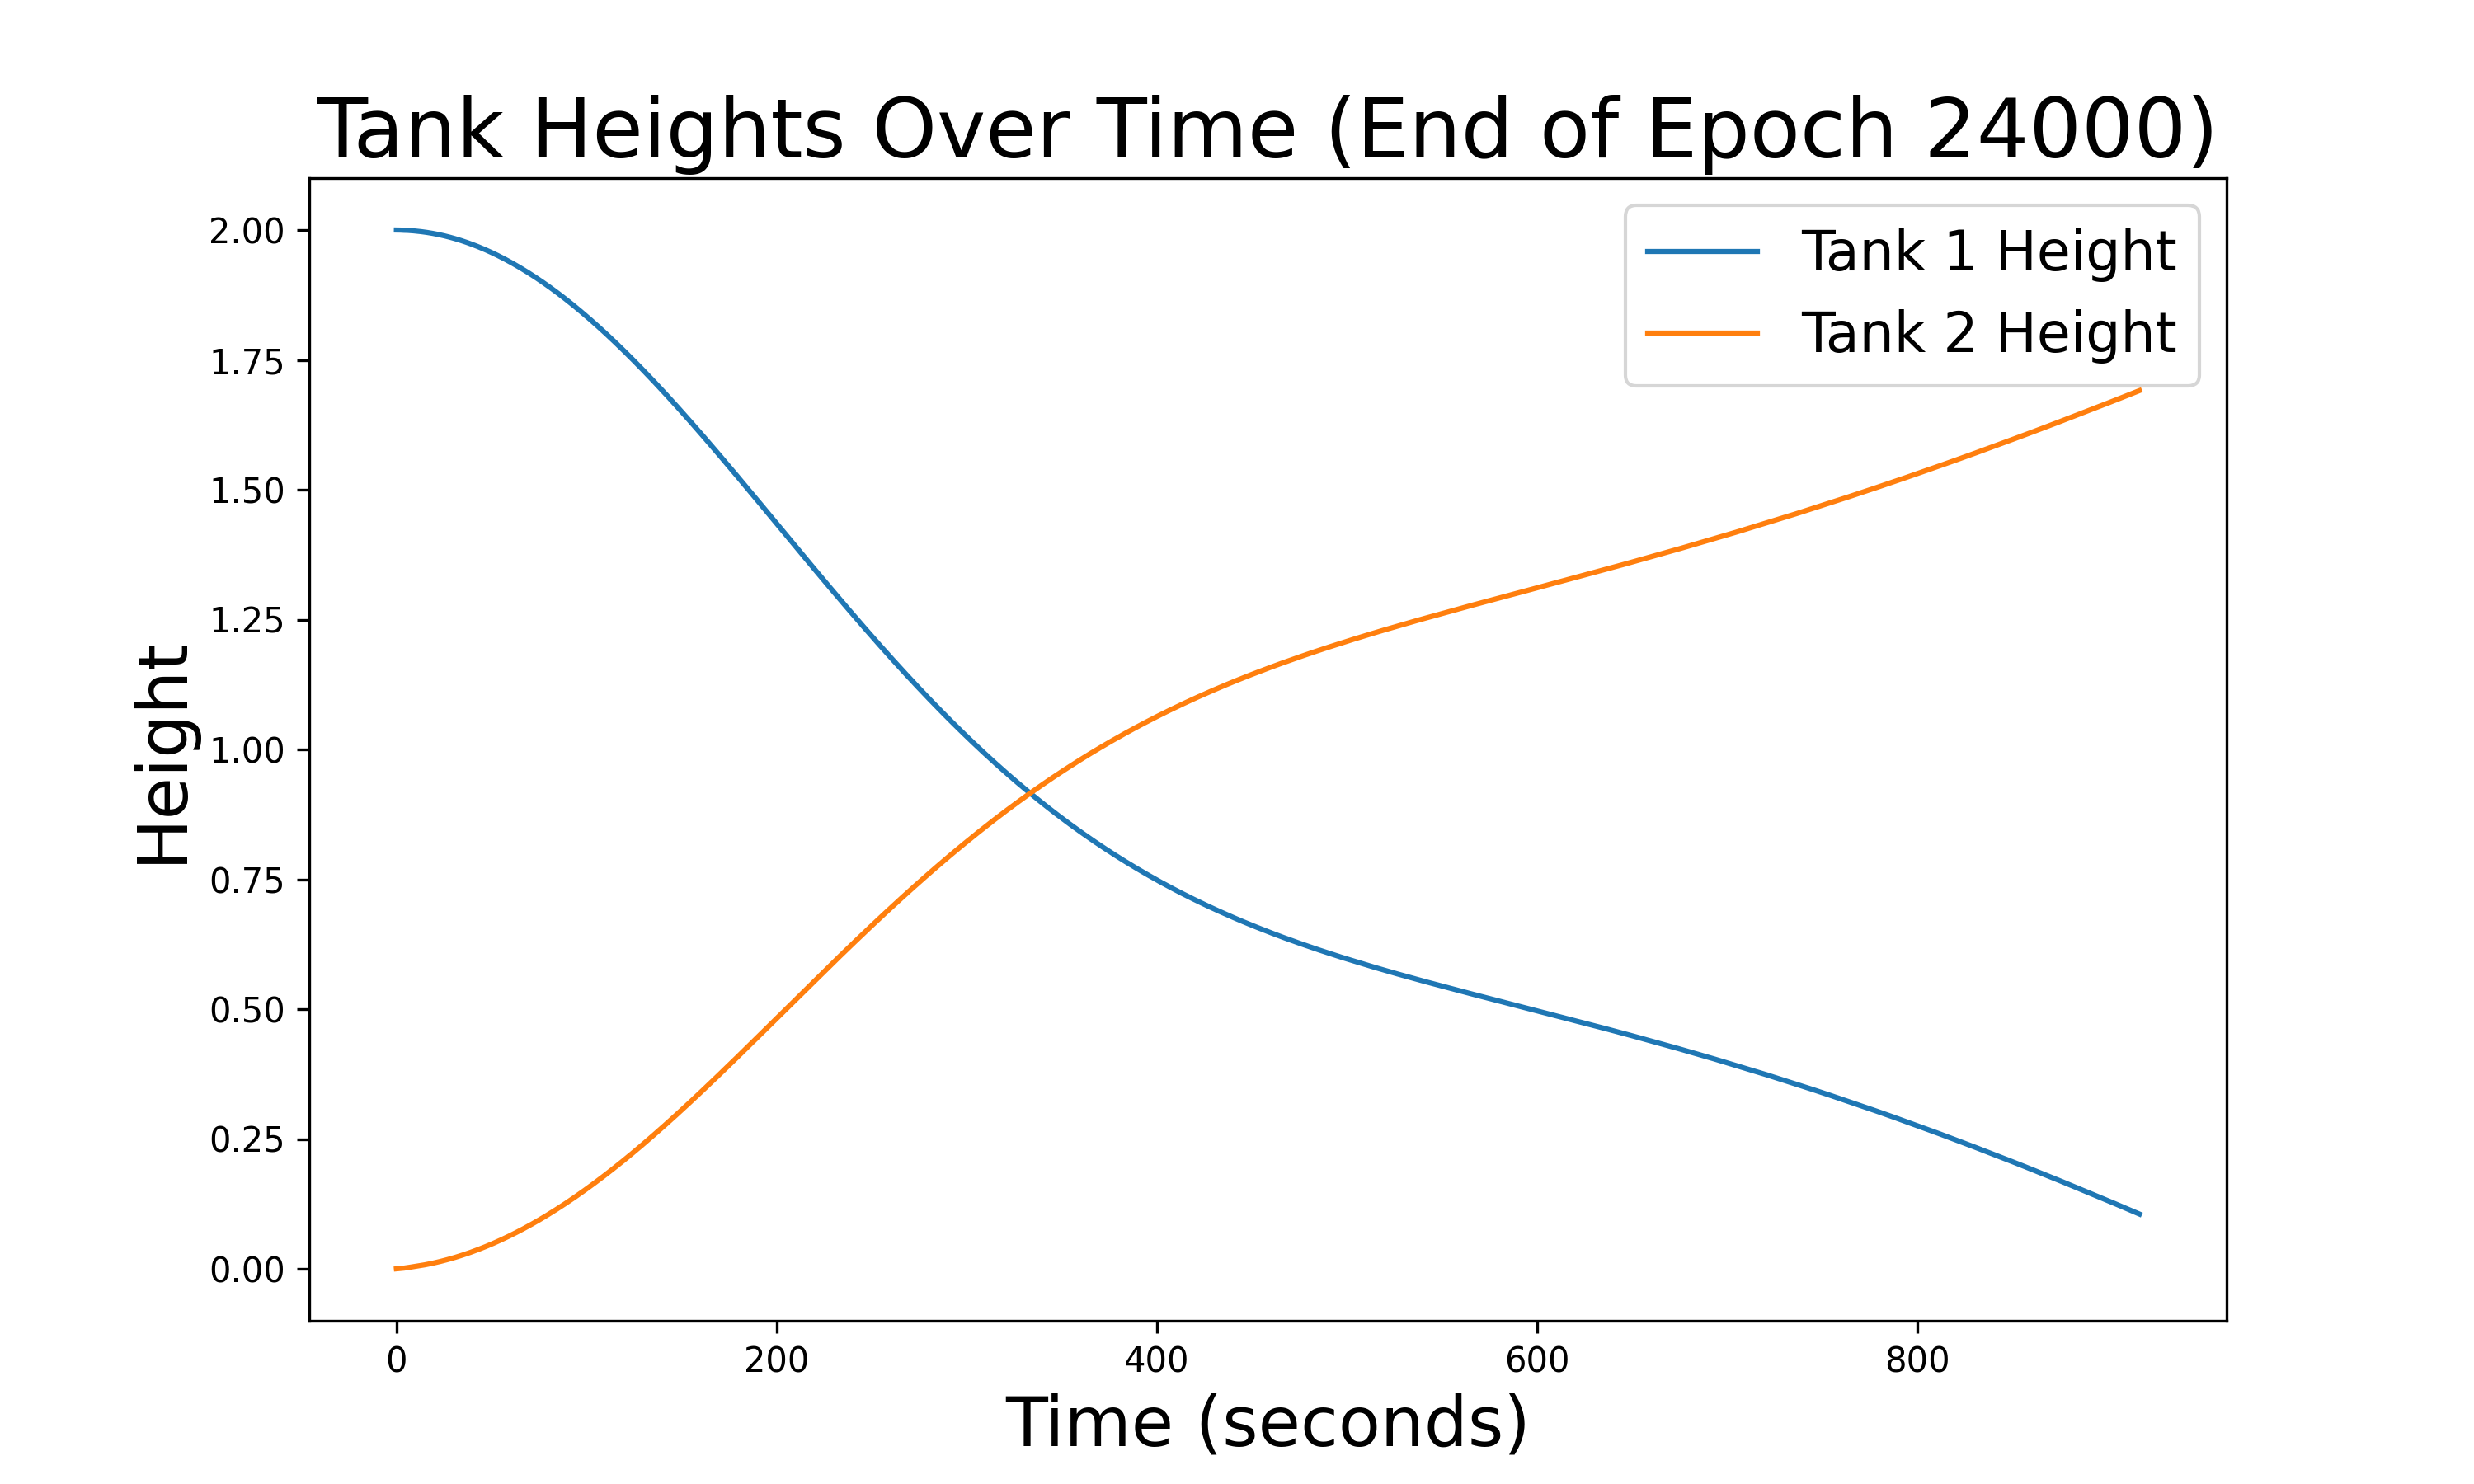 Tank Heights Over Time (End of Epoch 24000)
Tank 1 Height
Tank 2 Height
Height
2.00
1.75
1.50
1.25
1.00
0.75
0.50
0.25
0.00
0 200 400 600 800
Time (seconds)